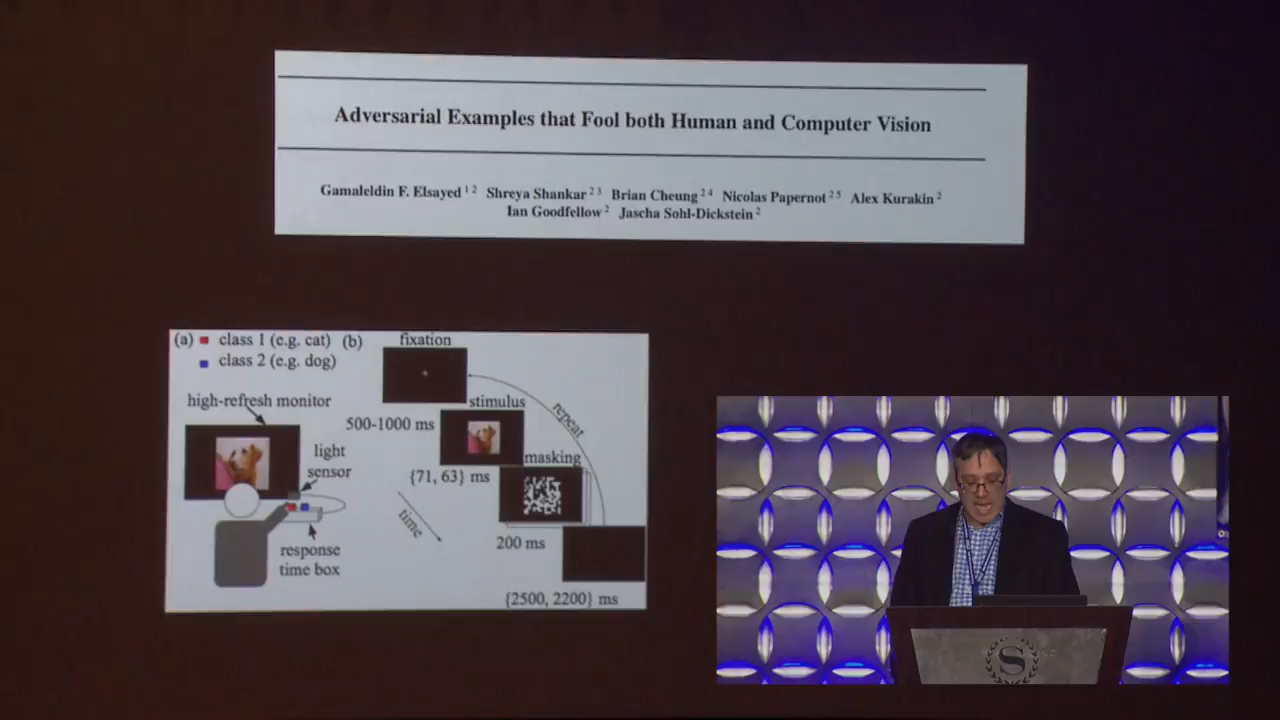 Adversarial Examples that Fool both Human and Computer Vision
Gamaleldin F. Elsayed 1 2 Shreya Shankar 2 3 Brian Cheung 2 4 Nicolas Papernot 2 5 Alex Kurakin 2
Ian Goodfellow 2 Jascha Sohl-Dickstein 2
(a) class 1 (e.g. cat)
class 2 (e.g. dog)
high-refresh monitor
light
sensor
response
time box
(b)
fixation
500-1000 ms
stimulus
repeat
{71, 63} ms
masking
time
200 ms
{2500, 2200} ms
S